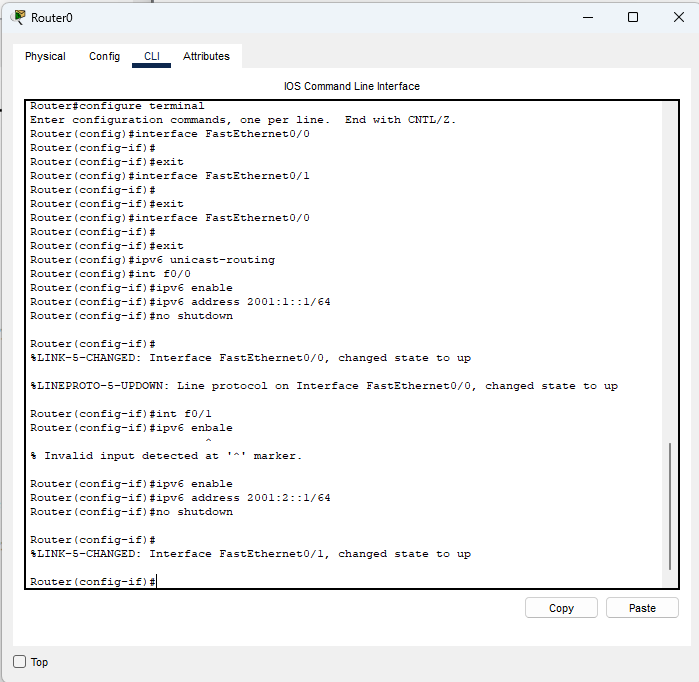 Router0
Physical Config CLI Attributes
IOS Command Line Interface
Router#configure terminal
Enter configuration commands, one per line.  End with CNTL/Z.
Router(config)#interface FastEthernet0/0
Router(config-if)#
Router(config-if)#exit
Router(config)#interface FastEthernet0/1
Router(config-if)#
Router(config-if)#exit
Router(config)#interface FastEthernet0/0
Router(config-if)#
Router(config-if)#exit
Router(config)#ipv6 unicast-routing
Router(config)#int f0/0
Router(config-if)#ipv6 enable
Router(config-if)#ipv6 address 2001:1::1/64
Router(config-if)#no shutdown
Router(config-if)#
%LINK-5-CHANGED: Interface FastEthernet0/0, changed state to up
%LINEPROTO-5-UPDOWN: Line protocol on Interface FastEthernet0/0, changed state to up
Router(config-if)#int f0/1
Router(config-if)#ipv6 enbale
^
% Invalid input detected at '^' marker.
Router(config-if)#ipv6 enable
Router(config-if)#ipv6 address 2001:2::1/64
Router(config-if)#no shutdown
Router(config-if)#
%LINK-5-CHANGED: Interface FastEthernet0/1, changed state to up
Router(config-if)#
Copy Paste
Top